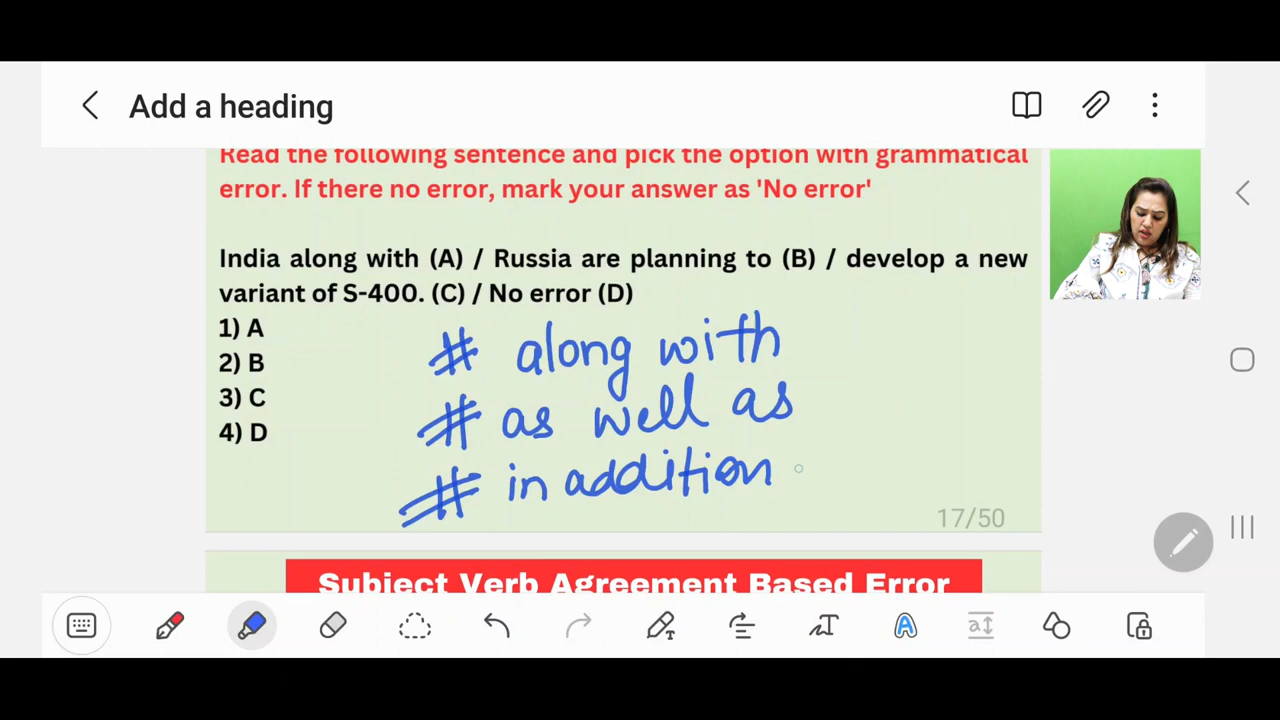 Add a heading
Read the following sentence and pick the option with grammatical
error. If there no error, mark your answer as 'No error'
India along with (A) / Russia are planning to (B) / develop a new
variant of S-400. (C) / No error (D)
1) A
2) B
3) C
4) D
# along with
# as well as
# in addition
17/50
Subject Verb Agreement Based Error